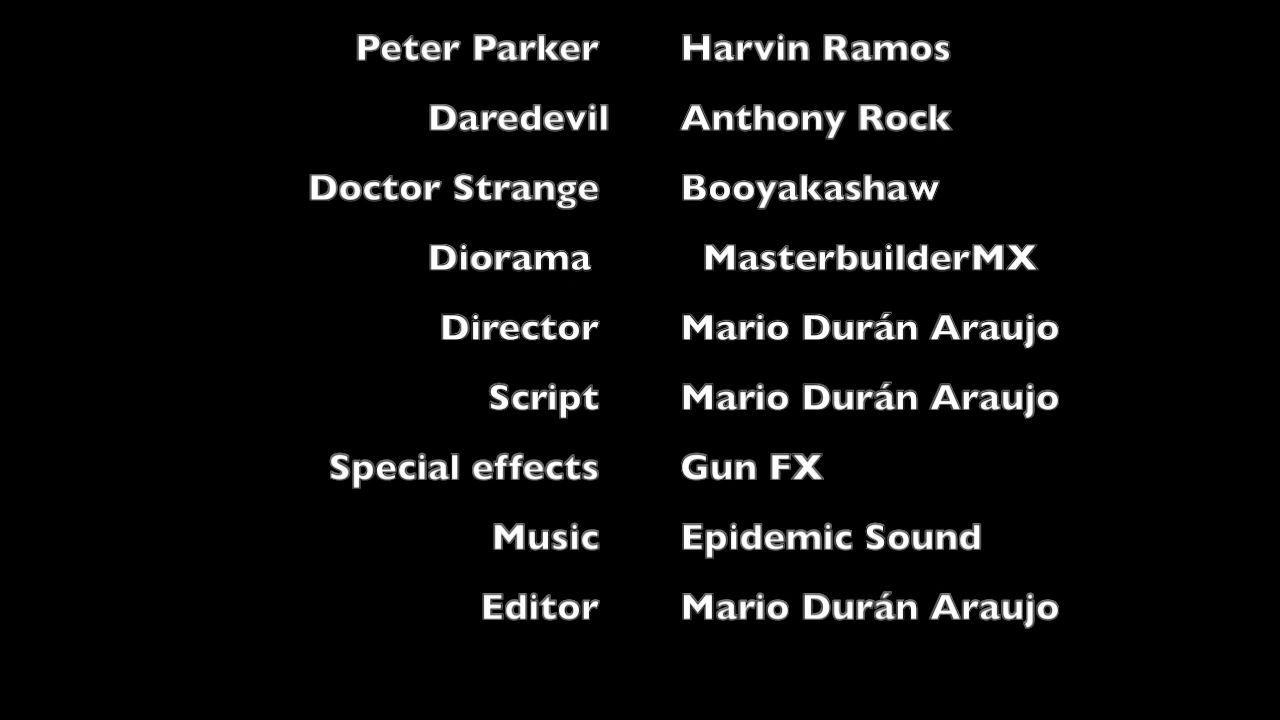 Peter Parker Harvin Ramos
Daredevil Anthony Rock
Doctor Strange Booyakashaw
Diorama MasterbuilderMX
Director Mario Durán Araujo
Script Mario Durán Araujo
Special effects Gun FX
Music Epidemic Sound
Editor Mario Durán Araujo